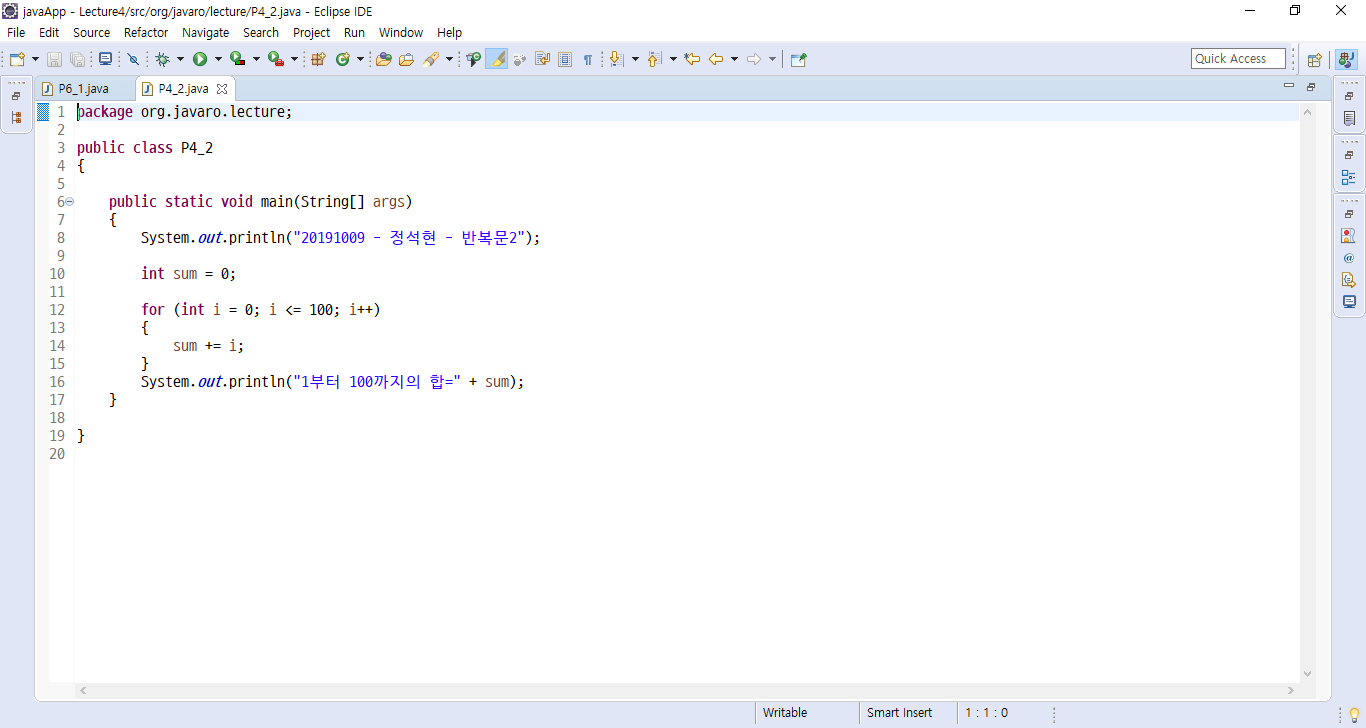 javaApp - Lecture4/src/org/javaro/lecture/P4_2.java - Eclipse IDE
File Edit Source Refactor Navigate Search Project Run Window Help
Quick Access
P6_1.java P4_2.java
1 package org.javaro.lecture;
2
3 public class P4_2
4 {
5
6 public static void main(String[] args)
7 {
8 System.out.println("20191009 - 정석현 - 반복문2");
9
10 int sum = 0;
11
12 for (int i = 0; i <= 100; i++)
13 {
14 sum += i;
15 }
16 System.out.println("1부터 100까지의 합=" + sum);
17 }
18
19 }
20
Writable Smart Insert 1 : 1 : 0